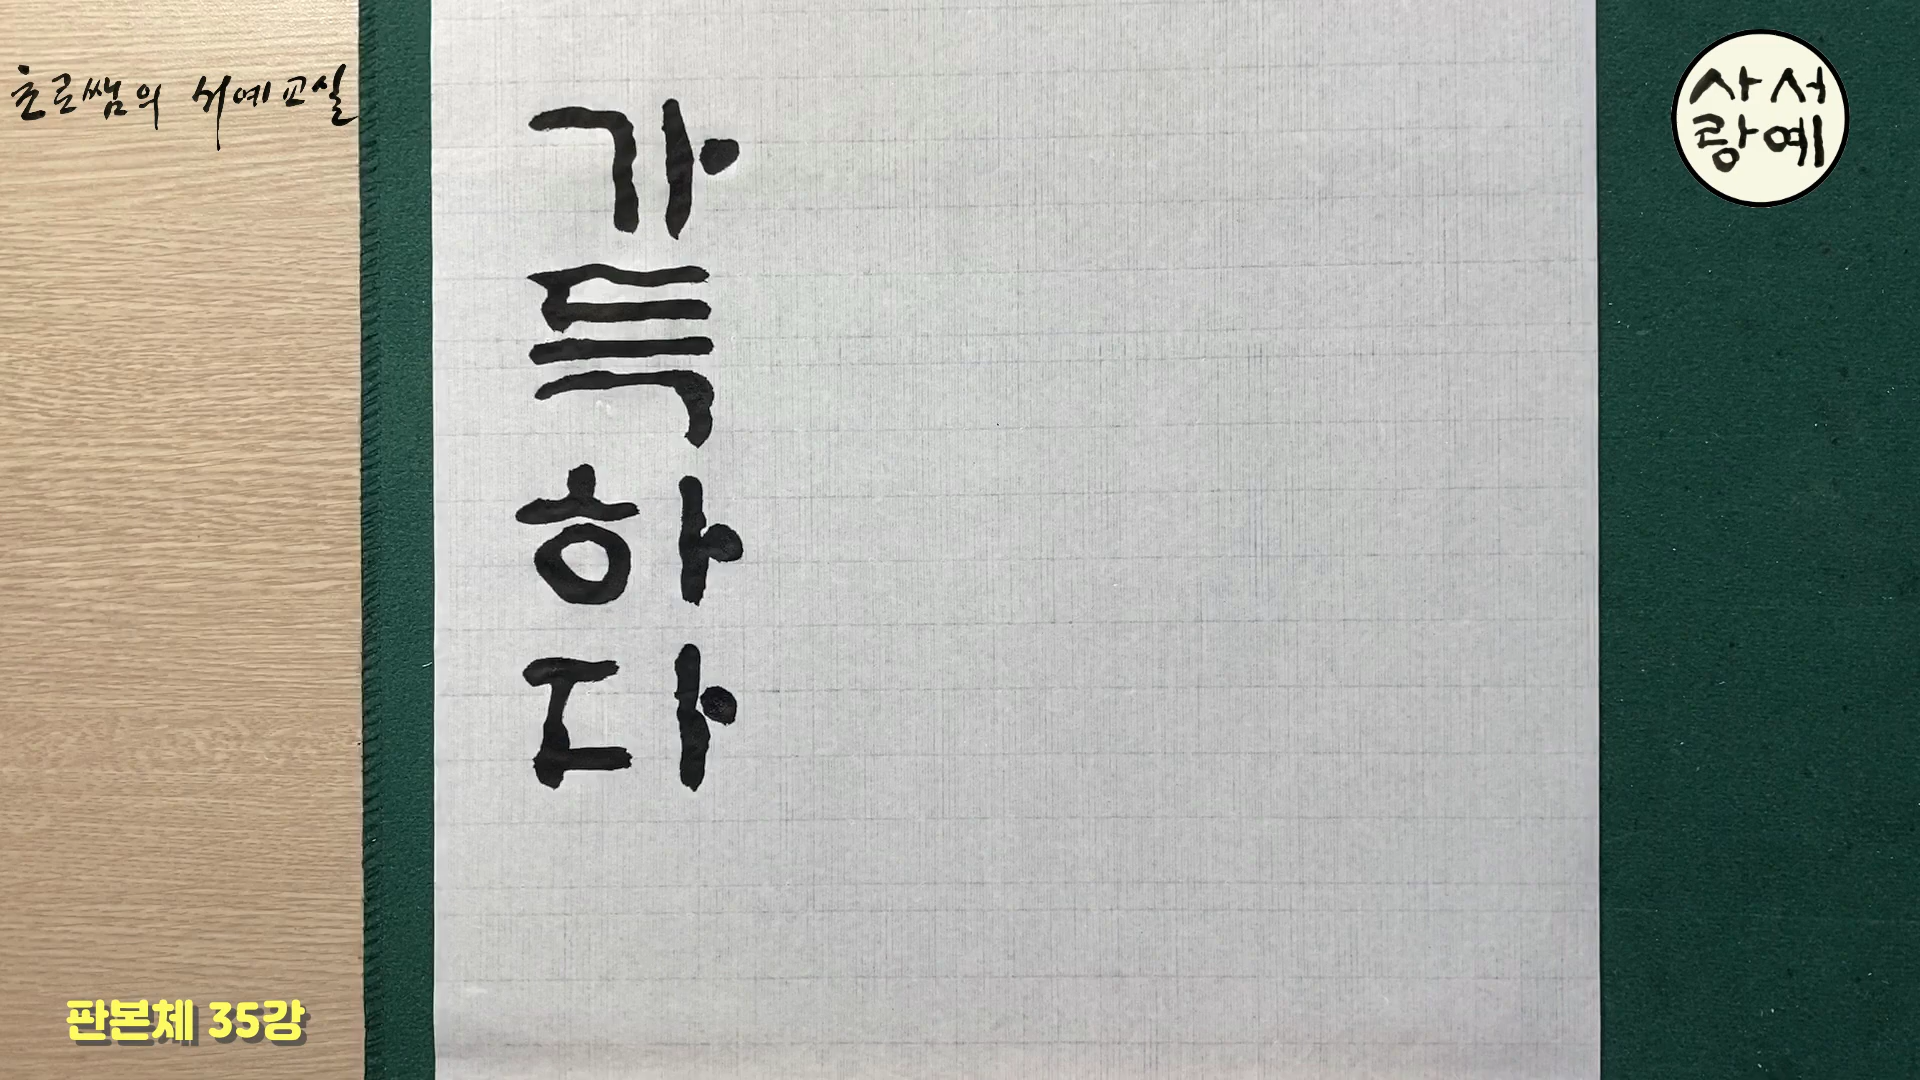 초로쌤의 서예교실
서예
사랑
가득하다
판본체 35강